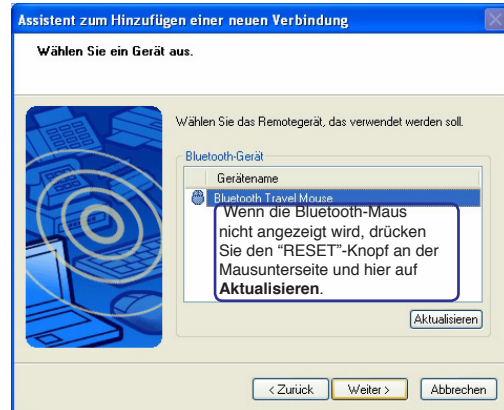 Assistent zum Hinzufügen einer neuen Verbindung
Wählen Sie ein Gerät aus.
Wählen Sie das Remotegerät, das verwendet werden soll.
Bluetooth-Gerät
Gerätename
Bluetooth Travel Mouse
Wenn die Bluetooth-Maus
nicht angezeigt wird, drücken
Sie den "RESET"-Knopf an der
Mausunterseite und hier auf
Aktualisieren.
Aktualisieren
< Zurück Weiter > Abbrechen